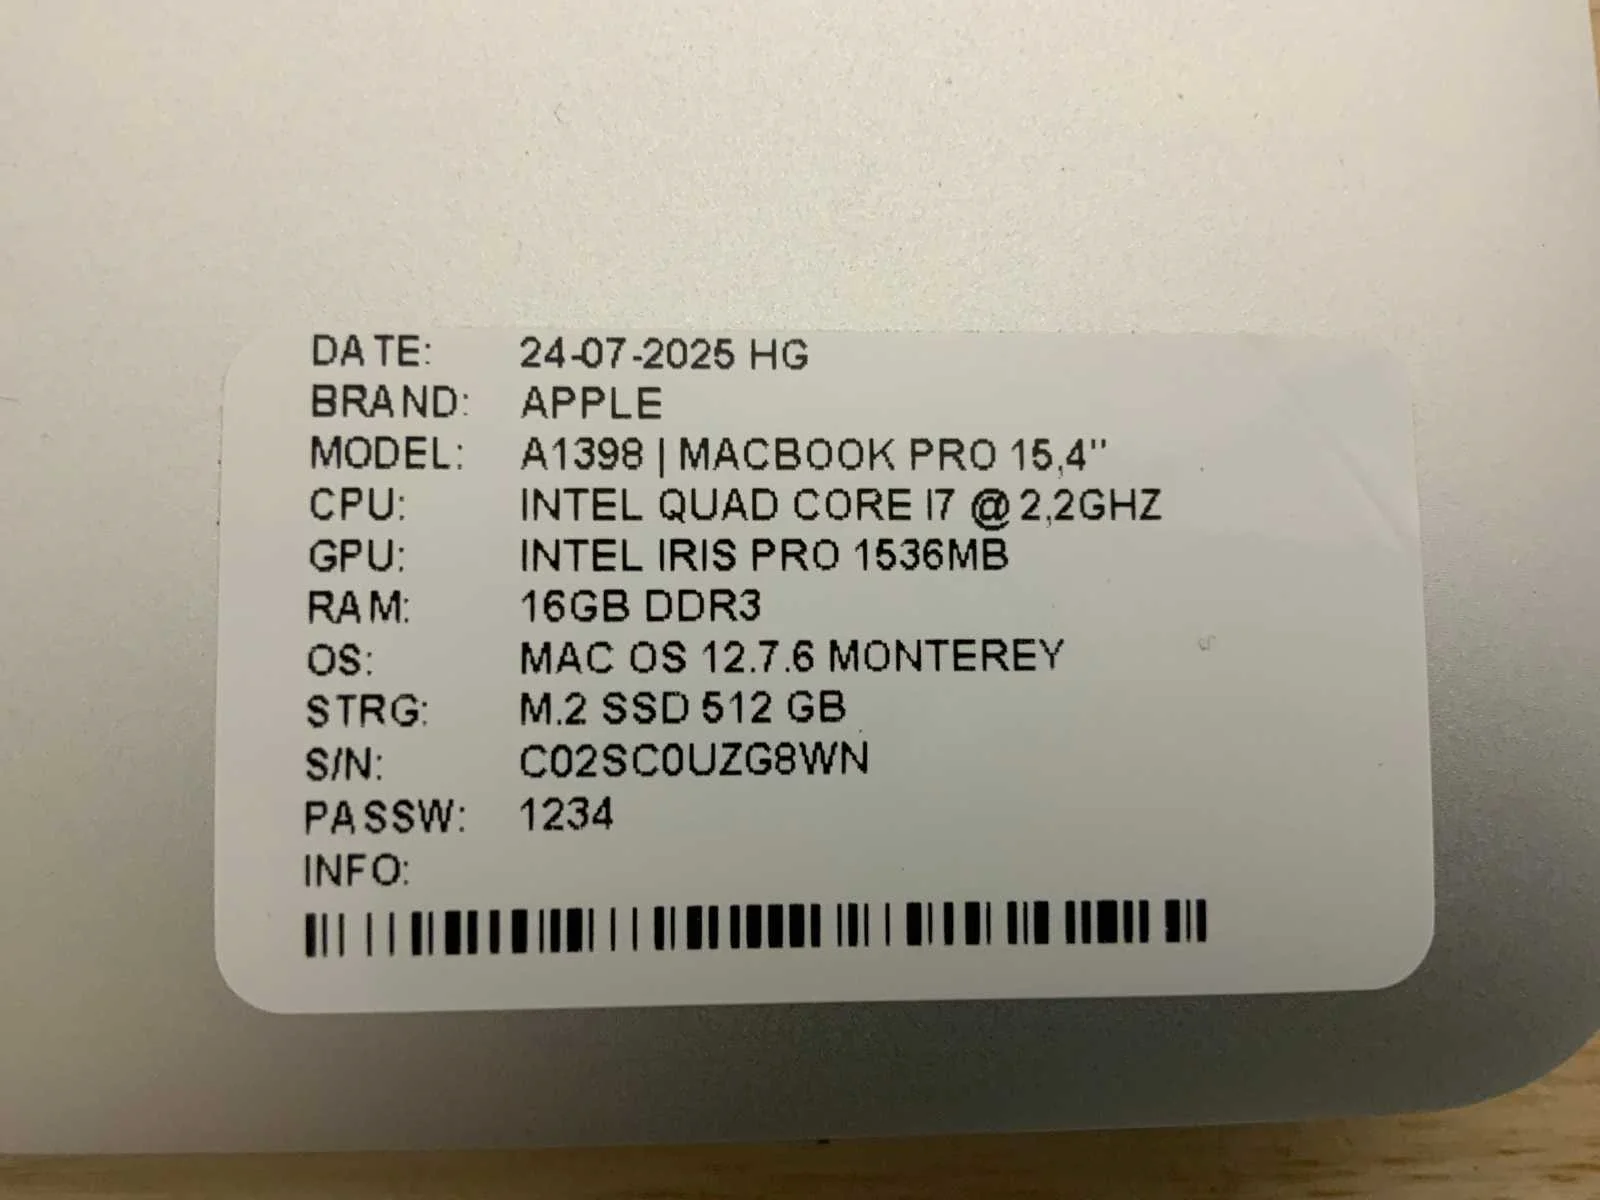 DATE: 24-07-2025 HG
BRAND: APPLE
MODEL: A1398 | MACBOOK PRO 15,4"
CPU: INTEL QUAD CORE I7 @ 2,2GHZ
GPU: INTEL IRIS PRO 1536MB
RAM: 16GB DDR3
OS: MAC OS 12.7.6 MONTEREY
STRG: M.2 SSD 512 GB
S/N: C02SC0UZG8WN
PASSW: 1234
INFO: